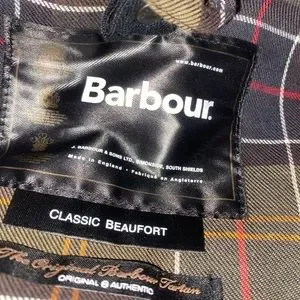 www.barbour.com
Barbour.
J. BARBOUR & SONS LTD, SIMONSIDE, SOUTH SHIELDS
Made in England • Fabriqué en Angleterre
CLASSIC BEAUFORT
The Original Barbour Tartan
ORIGINAL & AUTHENTIC